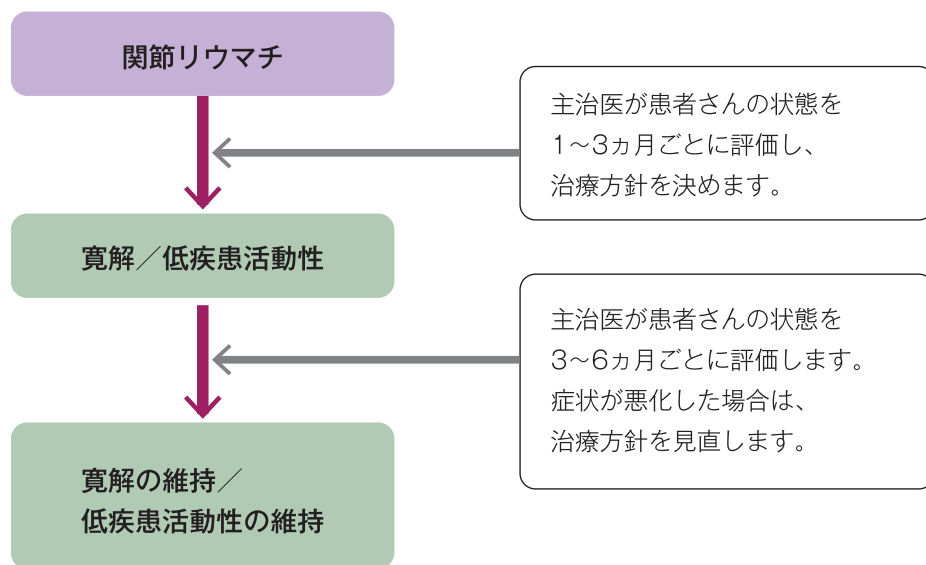 関節リウマチ
主治医が患者さんの状態を
1〜3ヵ月ごとに評価し、
治療方針を決めます。
寛解／低疾患活動性
主治医が患者さんの状態を
3〜6ヵ月ごとに評価します。
症状が悪化した場合は、
治療方針を見直します。
寛解の維持／
低疾患活動性の維持